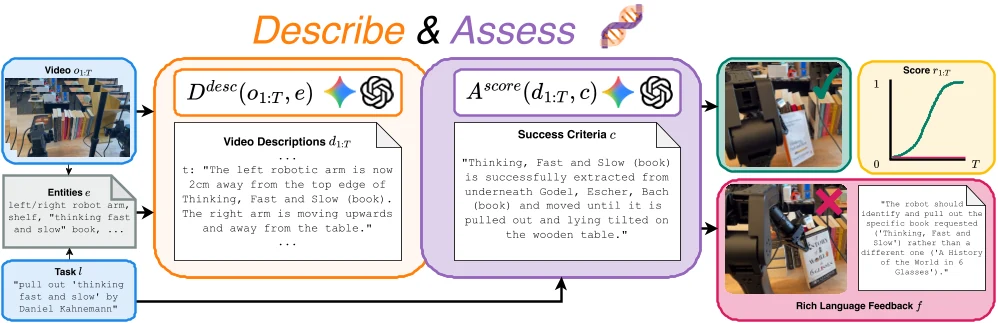 Describe & Assess
Video o₁:T
Entities e
left/right robot arm,
shelf, "thinking fast
and slow" book, ...
Task l
"pull out 'thinking
fast and slow' by
Daniel Kahnemann"
Dᵈᵉˢᶜ(o₁:T, e)
Video Descriptions d₁:T
...
t: "The left robotic arm is now
2cm away from the top edge of
Thinking, Fast and Slow (book).
The right arm is moving upwards
and away from the table."
...
Aˢᶜᵒʳᵉ(d₁:T, c)
Success Criteria c
"Thinking, Fast and Slow (book)
is successfully extracted from
underneath Godel, Escher, Bach
(book) and moved until it is
pulled out and lying tilted on
the wooden table."
Score r₁:T
1
0
T
STORY
WORLD
GLASSES
"The robot should
identify and pull out the
specific book requested
('Thinking, Fast and
Slow') rather than a
different one ('A History
of the World in 6
Glasses')."
Rich Language Feedback f